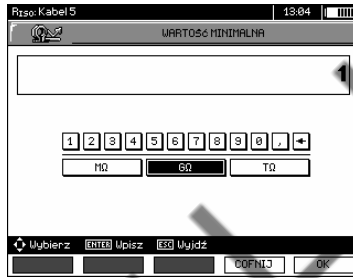 RISO: Kabel 5 13:04
WARTOŚĆ MINIMALNA
1
1 2 3 4 5 6 7 8 9 0 , ←
MΩ GΩ TΩ
Wybierz ENTER Wpisz ESC Wyjdź
COFNIJ OK